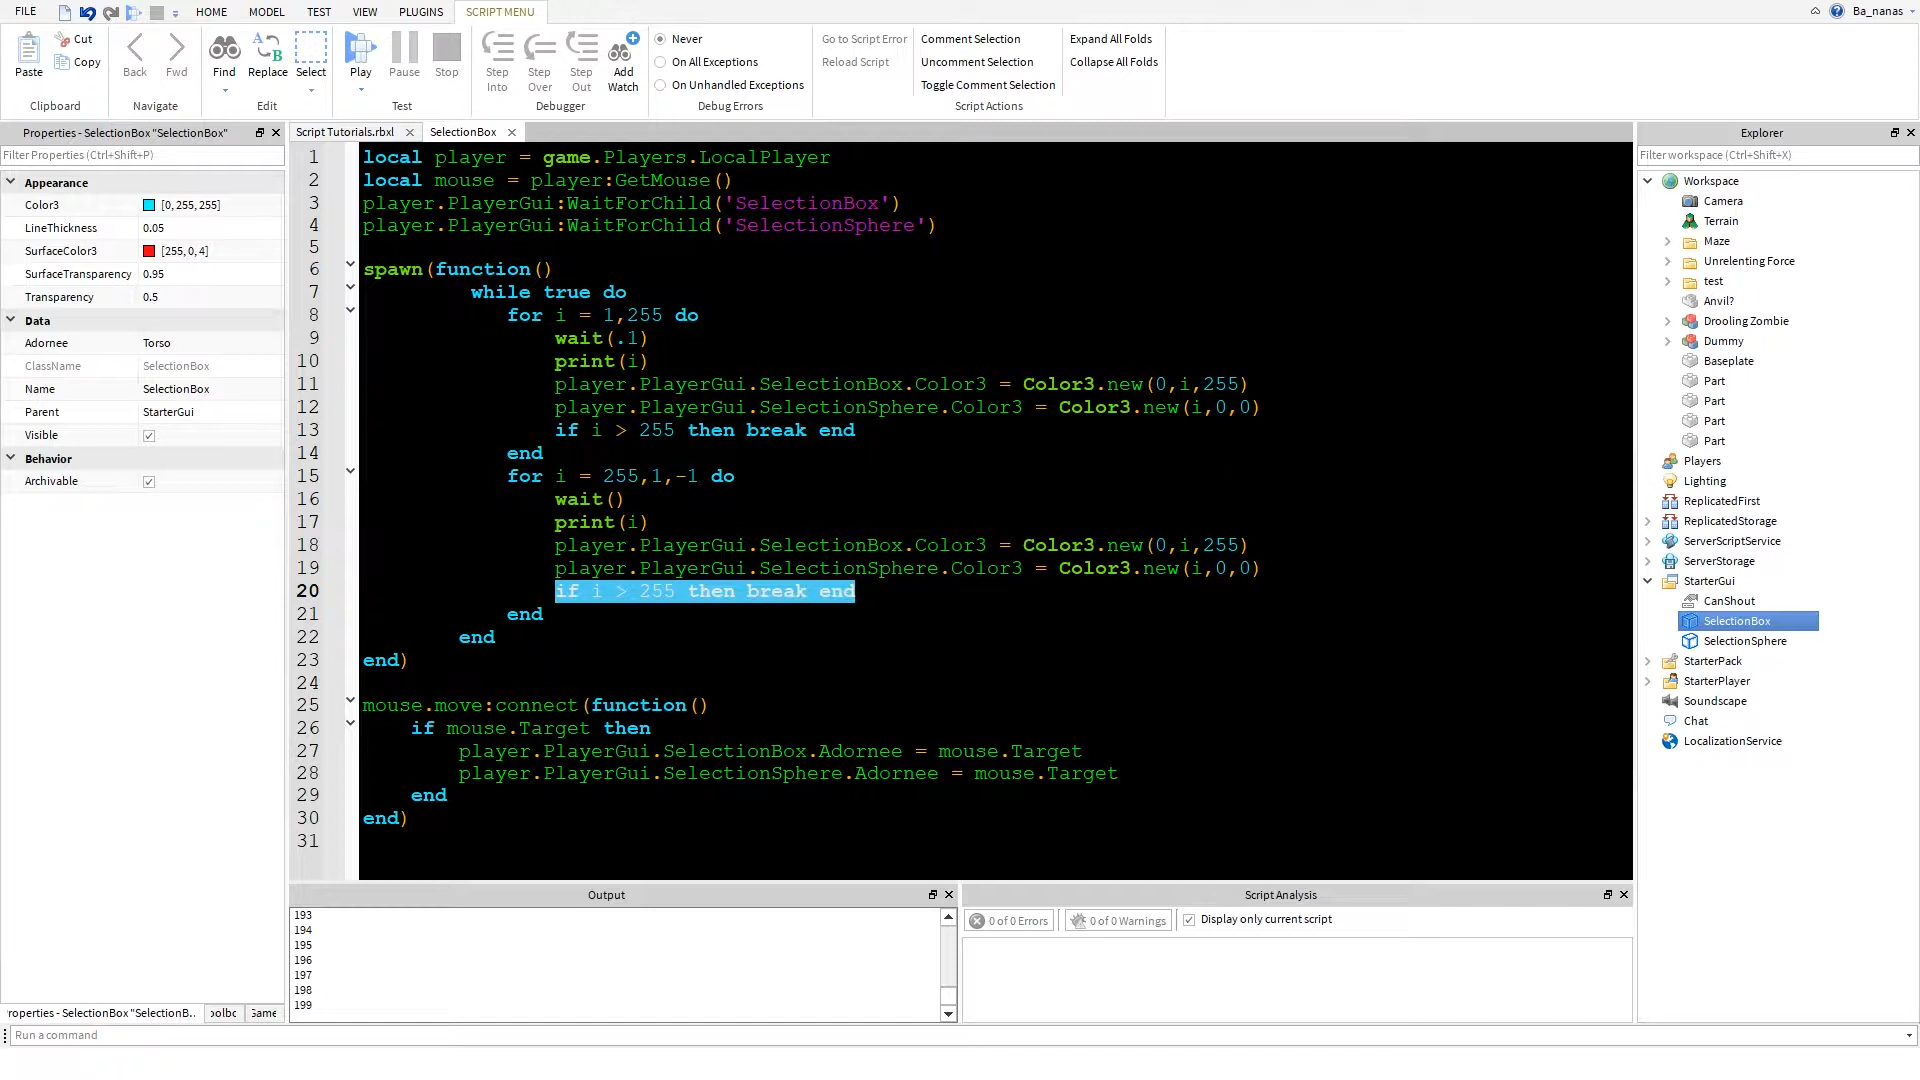 FILE HOME MODEL TEST VIEW PLUGINS SCRIPT MENU Ba_nanas
Cut
Copy
Paste
Clipboard
Back Fwd
Navigate
Find Replace Select
Edit
Play Pause Stop
Test
Step Into Step Over Step Out Add Watch
Debugger
Never
On All Exceptions
On Unhandled Exceptions
Debug Errors
Go to Script Error
Reload Script
Comment Selection
Uncomment Selection
Toggle Comment Selection
Expand All Folds
Collapse All Folds
Script Actions
Properties - SelectionBox "SelectionBox"
Filter Properties (Ctrl+Shift+P)
Appearance
Color3 [0, 255, 255]
LineThickness 0.05
SurfaceColor3 [255, 0, 4]
SurfaceTransparency 0.95
Transparency 0.5
Data
Adornee Torso
ClassName SelectionBox
Name SelectionBox
Parent StarterGui
Visible
Behavior
Archivable
roperties - SelectionBox "SelectionB... oolbc Game
Script Tutorials.rbxl SelectionBox
1 local player = game.Players.LocalPlayer
2 local mouse = player:GetMouse()
3 player.PlayerGui:WaitForChild('SelectionBox')
4 player.PlayerGui:WaitForChild('SelectionSphere')
5
6 spawn(function()
7 while true do
8 for i = 1,255 do
9 wait(.1)
10 print(i)
11 player.PlayerGui.SelectionBox.Color3 = Color3.new(0,i,255)
12 player.PlayerGui.SelectionSphere.Color3 = Color3.new(i,0,0)
13 if i > 255 then break end
14 end
15 for i = 255,1,-1 do
16 wait()
17 print(i)
18 player.PlayerGui.SelectionBox.Color3 = Color3.new(0,i,255)
19 player.PlayerGui.SelectionSphere.Color3 = Color3.new(i,0,0)
20 if i > 255 then break end
21 end
22 end
23 end)
24
25 mouse.move:connect(function()
26 if mouse.Target then
27 player.PlayerGui.SelectionBox.Adornee = mouse.Target
28 player.PlayerGui.SelectionSphere.Adornee = mouse.Target
29 end
30 end)
31
Output
193
194
195
196
197
198
199
Script Analysis
0 of 0 Errors 0 of 0 Warnings Display only current script
Explorer
Filter workspace (Ctrl+Shift+X)
Workspace
Camera
Terrain
Maze
Unrelenting Force
test
Anvil?
Drooling Zombie
Dummy
Baseplate
Part
Part
Part
Part
Players
Lighting
ReplicatedFirst
ReplicatedStorage
ServerScriptService
ServerStorage
StarterGui
CanShout
SelectionBox
SelectionSphere
StarterPack
StarterPlayer
Soundscape
Chat
LocalizationService
Run a command